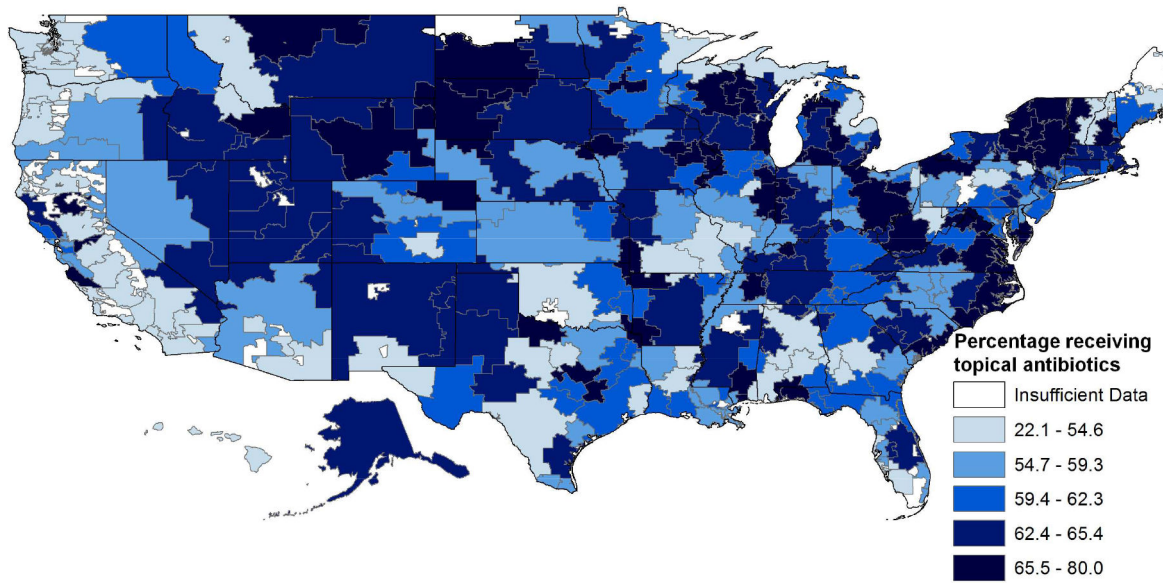 Percentage receiving
topical antibiotics
Insufficient Data
22.1 - 54.6
54.7 - 59.3
59.4 - 62.3
62.4 - 65.4
65.5 - 80.0